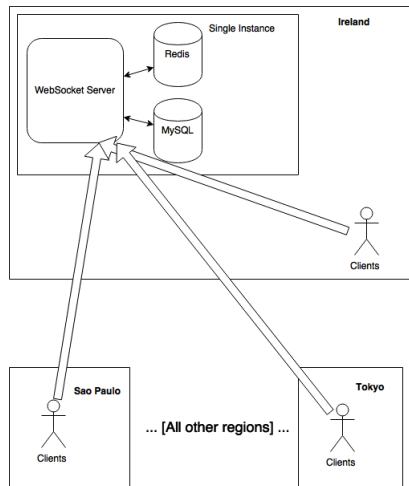 Ireland
Single Instance
Redis
WebSocket Server
MySQL
Clients
Sao Paulo
Tokyo
... [All other regions] ...
Clients
Clients